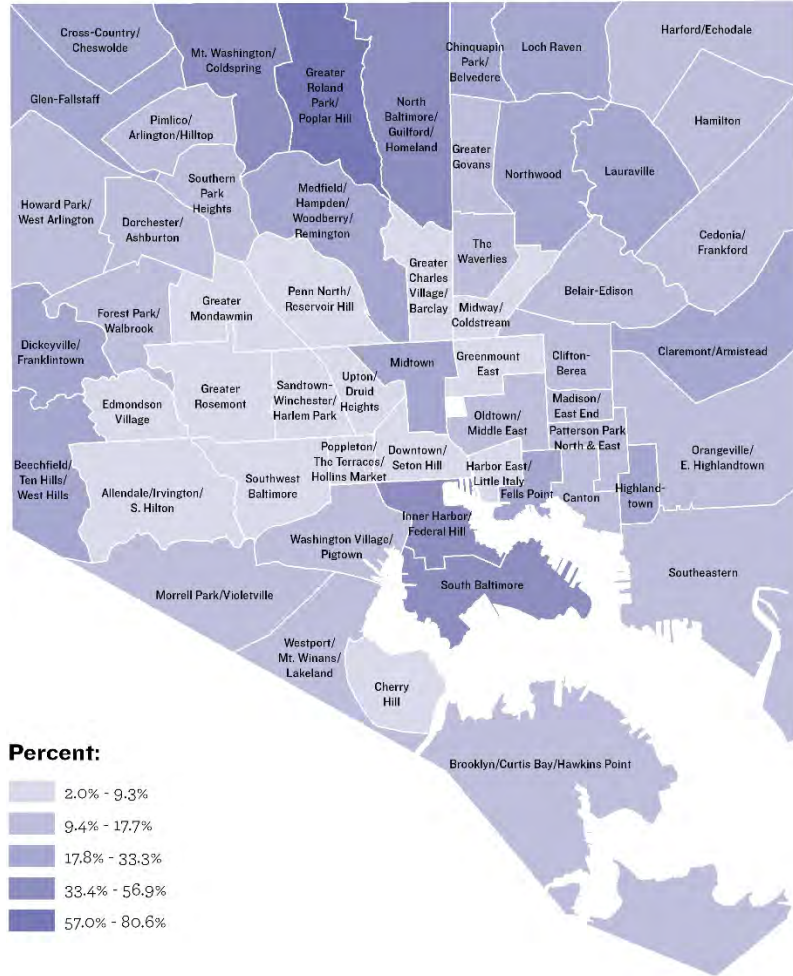 Cross-Country/
Cheswolde
Mt. Washington/
Coldspring
Greater
Roland
Park/
Poplar Hill
North
Baltimore/
Guilford/
Homeland
Chinquapin
Park/
Belvedere
Loch Raven
Harford/Echodale
Glen-Fallstaff
Pimlico/
Arlington/Hilltop
Hamilton
Greater
Govans
Northwood
Lauraville
Howard Park/
West Arlington
Southern
Park
Heights
Dorchester/
Ashburton
Medfield/
Hampden/
Woodberry/
Remington
Cedonia/
Frankford
The
Waverlies
Greater
Charles
Village/
Barclay
Belair-Edison
Penn North/
Reservoir Hill
Greater
Mondawmin
Forest Park/
Walbrook
Midway/
Coldstream
Dickeyville/
Franklintown
Midtown
Greenmount
East
Clifton-
Berea
Claremont/Armistead
Greater
Rosemont
Sandtown-
Winchester/
Harlem Park
Upton/
Druid
Heights
Edmondson
Village
Oldtown/
Middle East
Madison/
East End
Patterson Park
North & East
Orangeville/
E. Highlandtown
Beechfield/
Ten Hills/
West Hills
Allendale/Irvington/
S. Hilton
Southwest
Baltimore
Poppleton/
The Terraces/
Hollins Market
Downtown/
Seton Hill
Harbor East/
Little Italy
Fells Point
Canton
Highland-
town
Inner Harbor/
Federal Hill
Washington Village/
Pigtown
Southeastern
South Baltimore
Morrell Park/Violetville
Westport/
Mt. Winans/
Lakeland
Cherry
Hill
Brooklyn/Curtis Bay/Hawkins Point
Percent:
2.0% - 9.3%
9.4% - 17.7%
17.8% - 33.3%
33.4% - 56.9%
57.0% - 80.6%